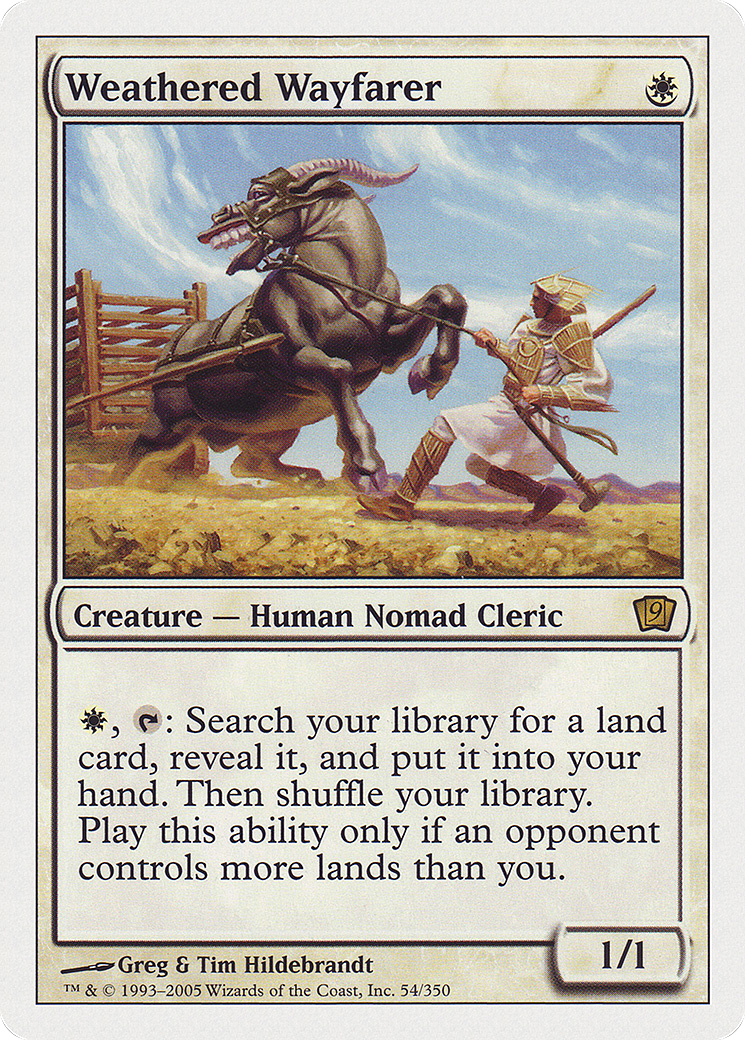 Weathered Wayfarer
Creature — Human Nomad Cleric
9
, : Search your library for a land
card, reveal it, and put it into your
hand. Then shuffle your library.
Play this ability only if an opponent
controls more lands than you.
1/1
Greg & Tim Hildebrandt
™ & © 1993–2005 Wizards of the Coast, Inc. 54/350